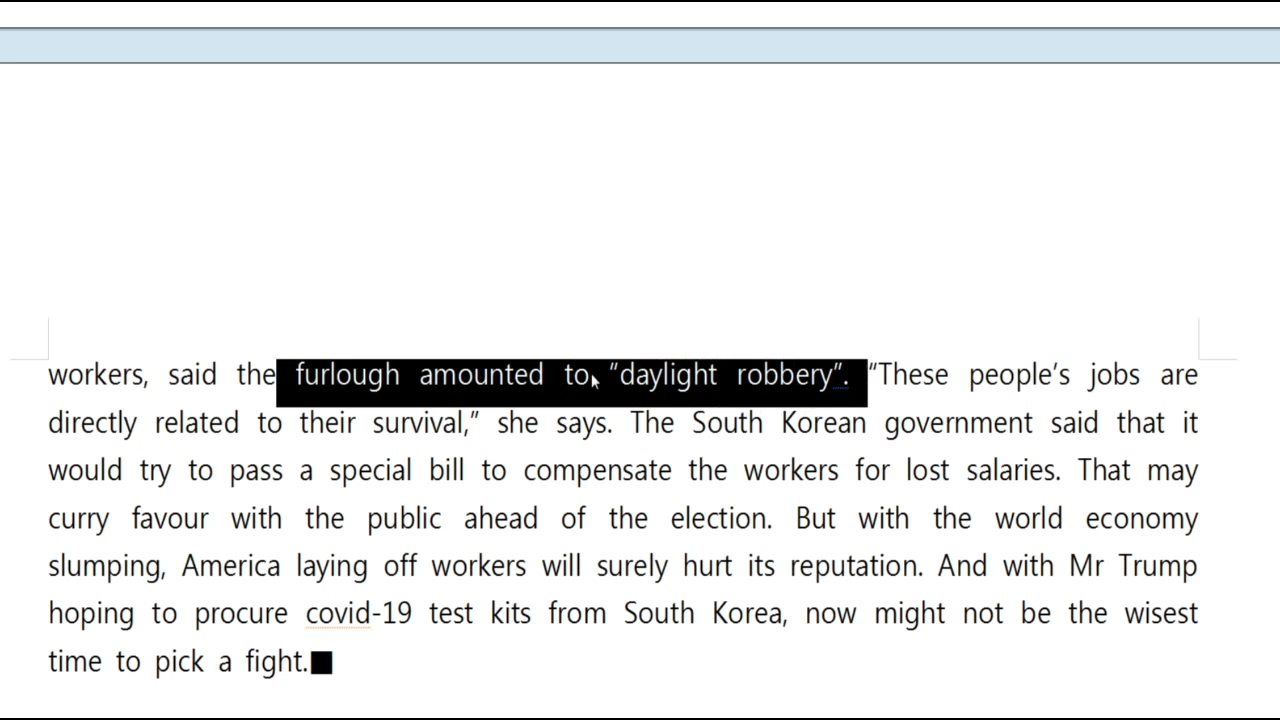 workers, said the furlough amounted to “daylight robbery”. “These people’s jobs are
directly related to their survival,” she says. The South Korean government said that it
would try to pass a special bill to compensate the workers for lost salaries. That may
curry favour with the public ahead of the election. But with the world economy
slumping, America laying off workers will surely hurt its reputation. And with Mr Trump
hoping to procure covid-19 test kits from South Korea, now might not be the wisest
time to pick a fight.■